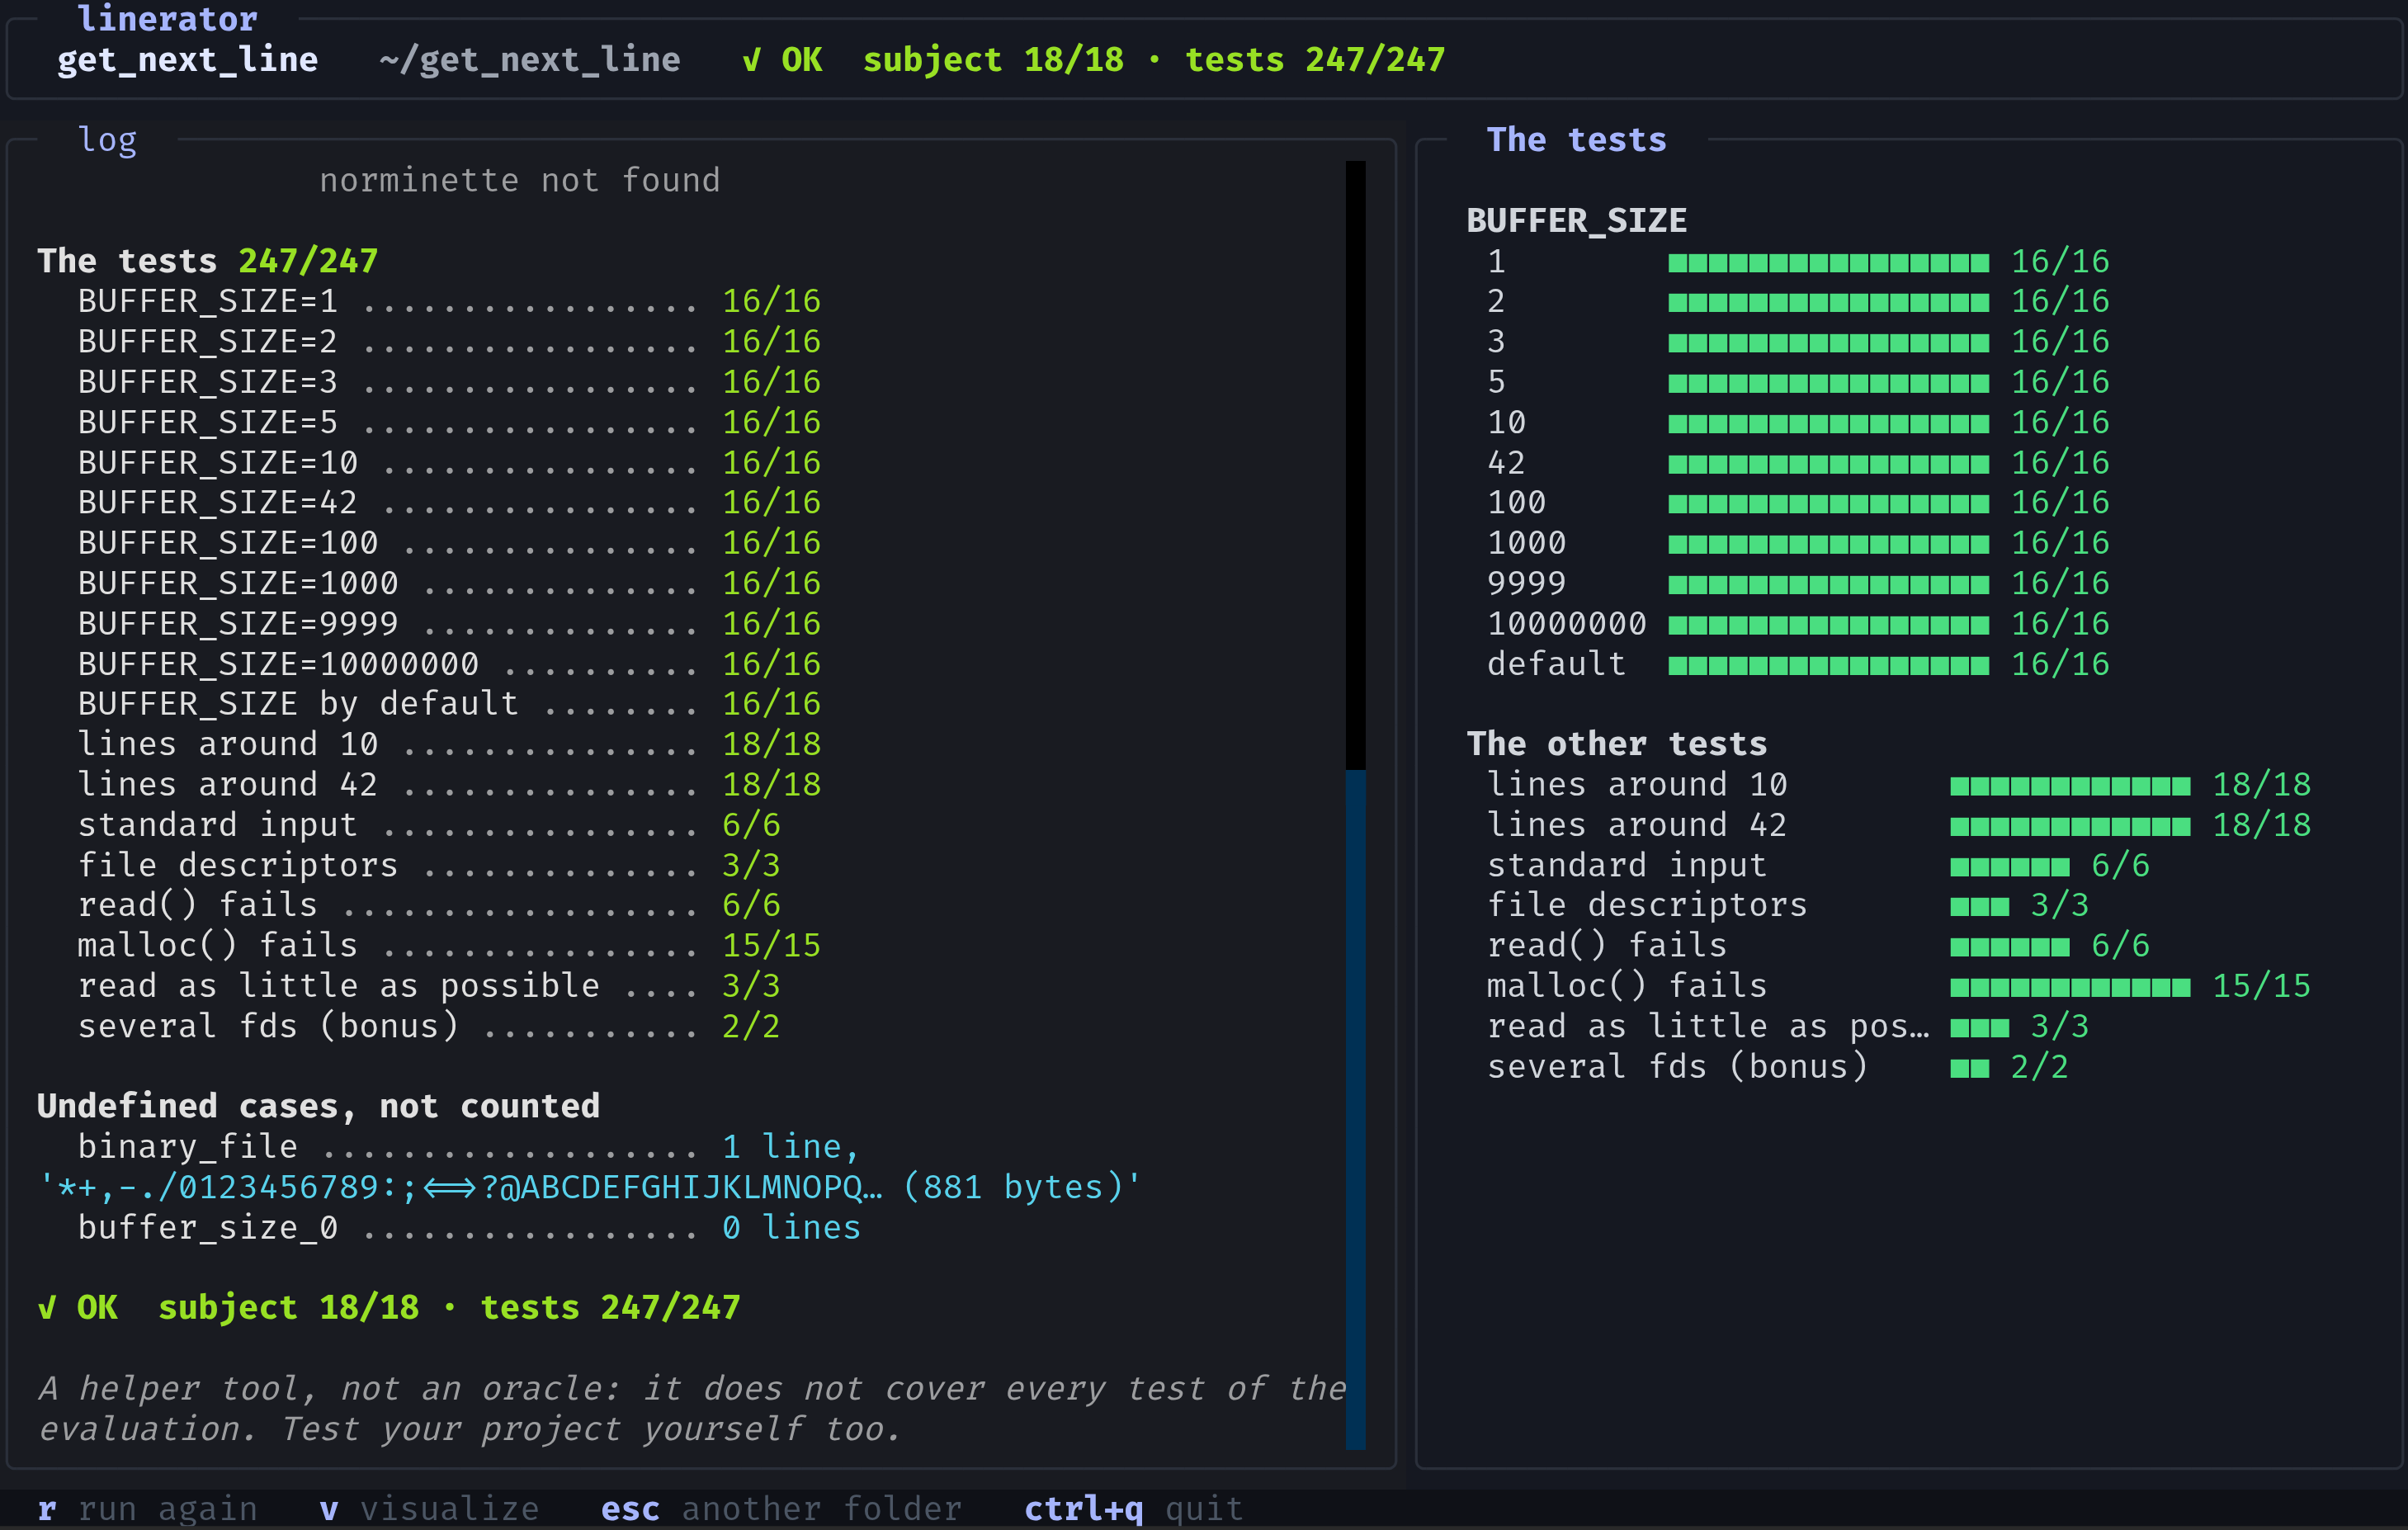 linerator
get_next_line ~/get_next_line √ OK subject 18/18 · tests 247/247
log
norminette not found
The tests 247/247
BUFFER_SIZE=1 ................. 16/16
BUFFER_SIZE=2 ................. 16/16
BUFFER_SIZE=3 ................. 16/16
BUFFER_SIZE=5 ................. 16/16
BUFFER_SIZE=10 ................ 16/16
BUFFER_SIZE=42 ................ 16/16
BUFFER_SIZE=100 ............... 16/16
BUFFER_SIZE=1000 .............. 16/16
BUFFER_SIZE=9999 .............. 16/16
BUFFER_SIZE=10000000 .......... 16/16
BUFFER_SIZE by default ........ 16/16
lines around 10 ............... 18/18
lines around 42 ............... 18/18
standard input ................ 6/6
file descriptors .............. 3/3
read() fails .................. 6/6
malloc() fails ................ 15/15
read as little as possible .... 3/3
several fds (bonus) ........... 2/2
Undefined cases, not counted
binary_file ................... 1 line,
'*+,-./0123456789:;<=>?@ABCDEFGHIJKLMNOPQ… (881 bytes)'
buffer_size_0 ................. 0 lines
√ OK subject 18/18 · tests 247/247
A helper tool, not an oracle: it does not cover every test of the
evaluation. Test your project yourself too.
The tests
BUFFER_SIZE
1 16/16
2 16/16
3 16/16
5 16/16
10 16/16
42 16/16
100 16/16
1000 16/16
9999 16/16
10000000 16/16
default 16/16
The other tests
lines around 10 18/18
lines around 42 18/18
standard input 6/6
file descriptors 3/3
read() fails 6/6
malloc() fails 15/15
read as little as pos… 3/3
several fds (bonus) 2/2
r run again v visualize esc another folder ctrl+q quit